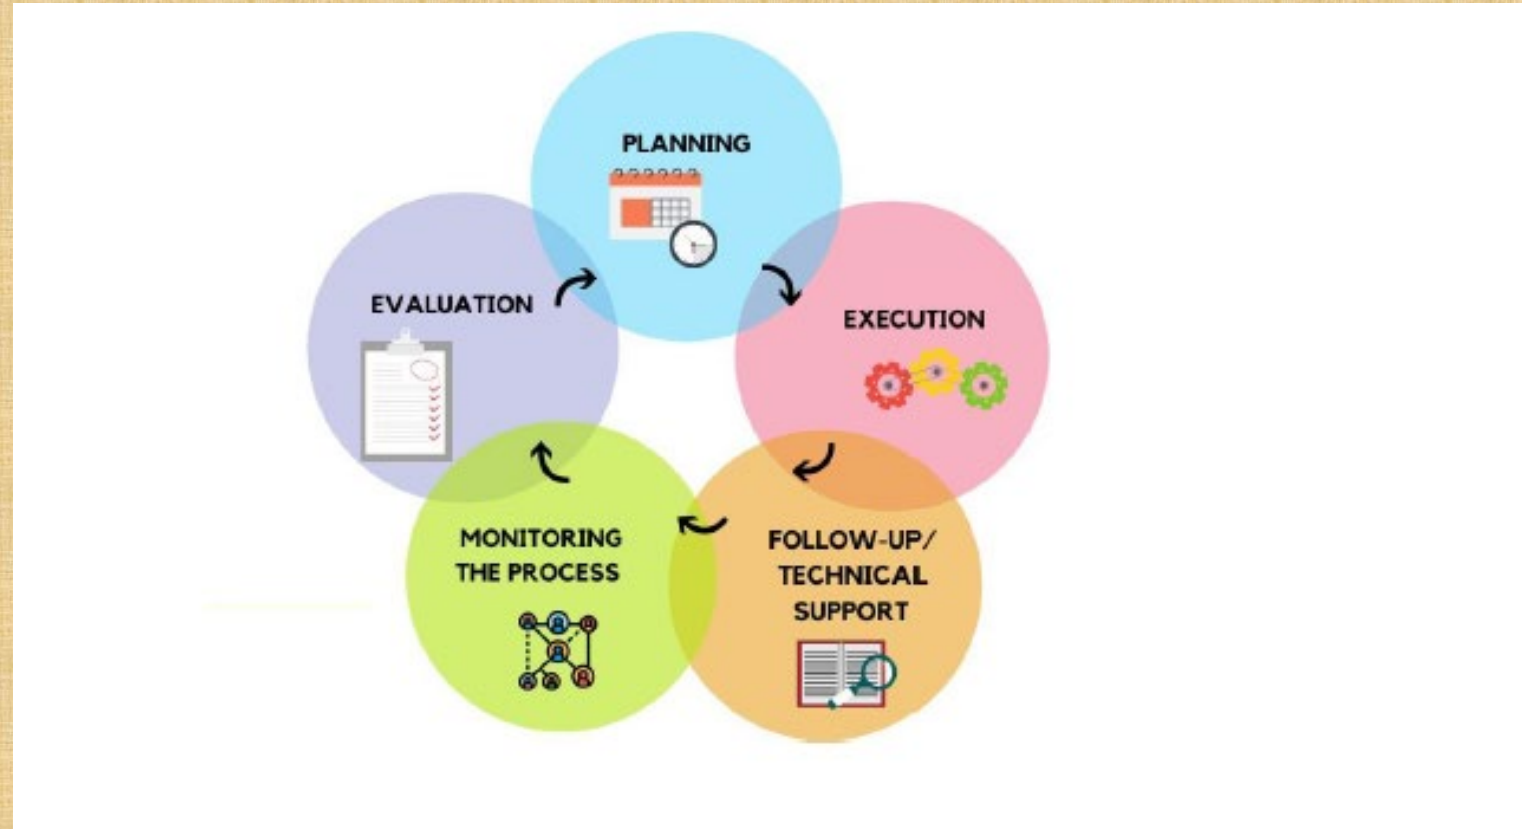 PLANNING
EXECUTION
FOLLOW-UP/
TECHNICAL
SUPPORT
MONITORING
THE PROCESS
EVALUATION